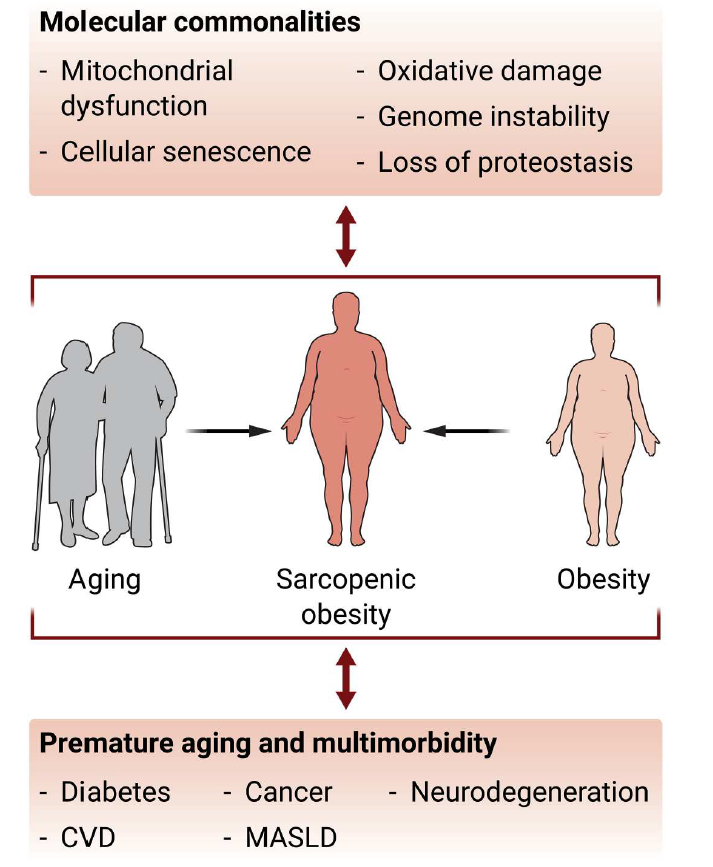 Molecular commonalities
- Mitochondrial
dysfunction
- Cellular senescence
- Oxidative damage
- Genome instability
- Loss of proteostasis
Aging
Sarcopenic
obesity
Obesity
Premature aging and multimorbidity
- Diabetes
- CVD
- Cancer
- MASLD
- Neurodegeneration